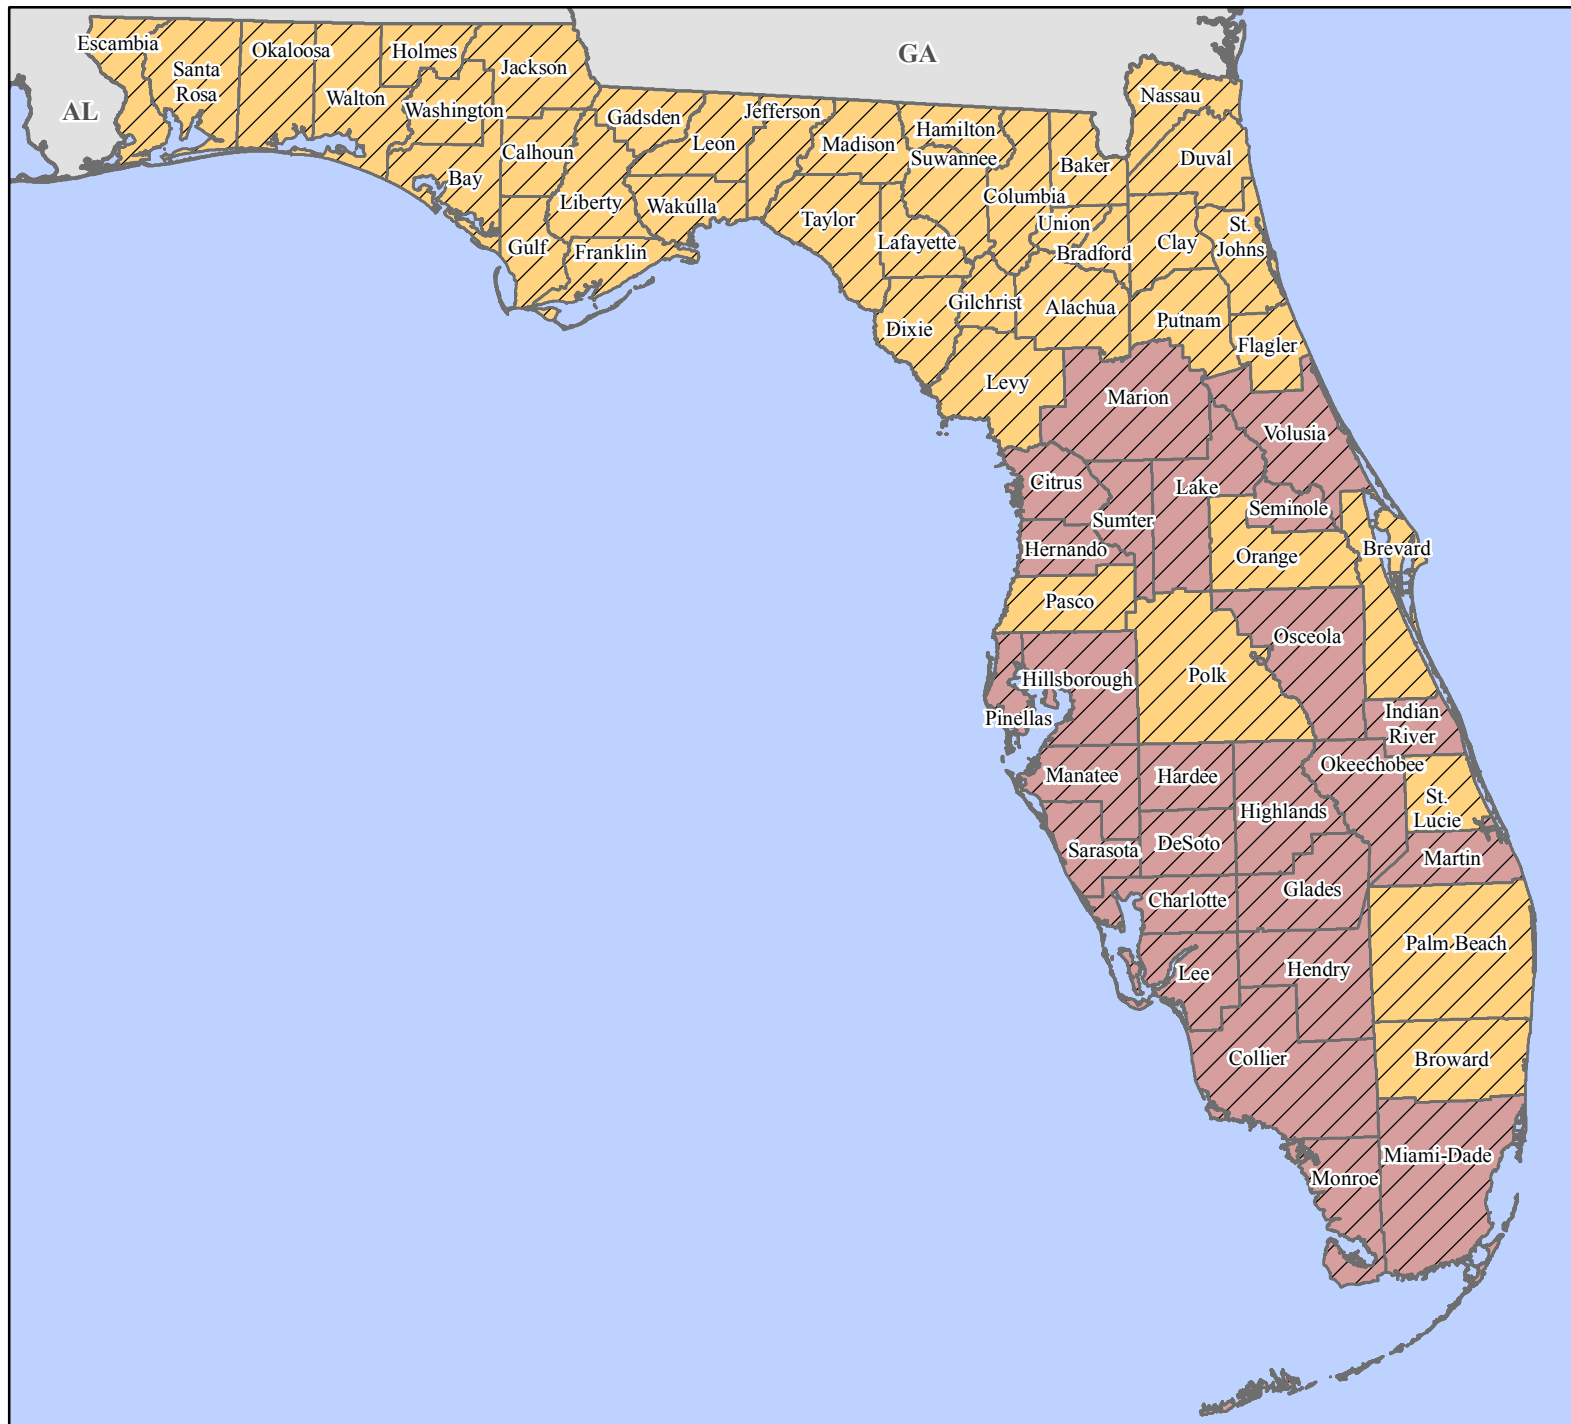 Escambia
Santa
Rosa
Okaloosa
Walton
Holmes
Washington
Jackson
Bay
Calhoun
Gulf
Liberty
Franklin
Gadsden
Leon
Wakulla
Jefferson
Madison
Taylor
Hamilton
Suwannee
Lafayette
Columbia
Baker
Union
Bradford
Nassau
Duval
Clay
St.
Johns
Dixie
Gilchrist
Alachua
Putnam
Flagler
Levy
Marion
Volusia
Citrus
Sumter
Lake
Seminole
Hernando
Orange
Brevard
Pasco
Osceola
Hillsborough
Polk
Pinellas
Indian
River
Manatee
Hardee
Highlands
Okeechobee
St.
Lucie
Sarasota
DeSoto
Martin
Charlotte
Glades
Lee
Hendry
Palm Beach
Collier
Broward
Monroe
Miami-Dade
AL
GA